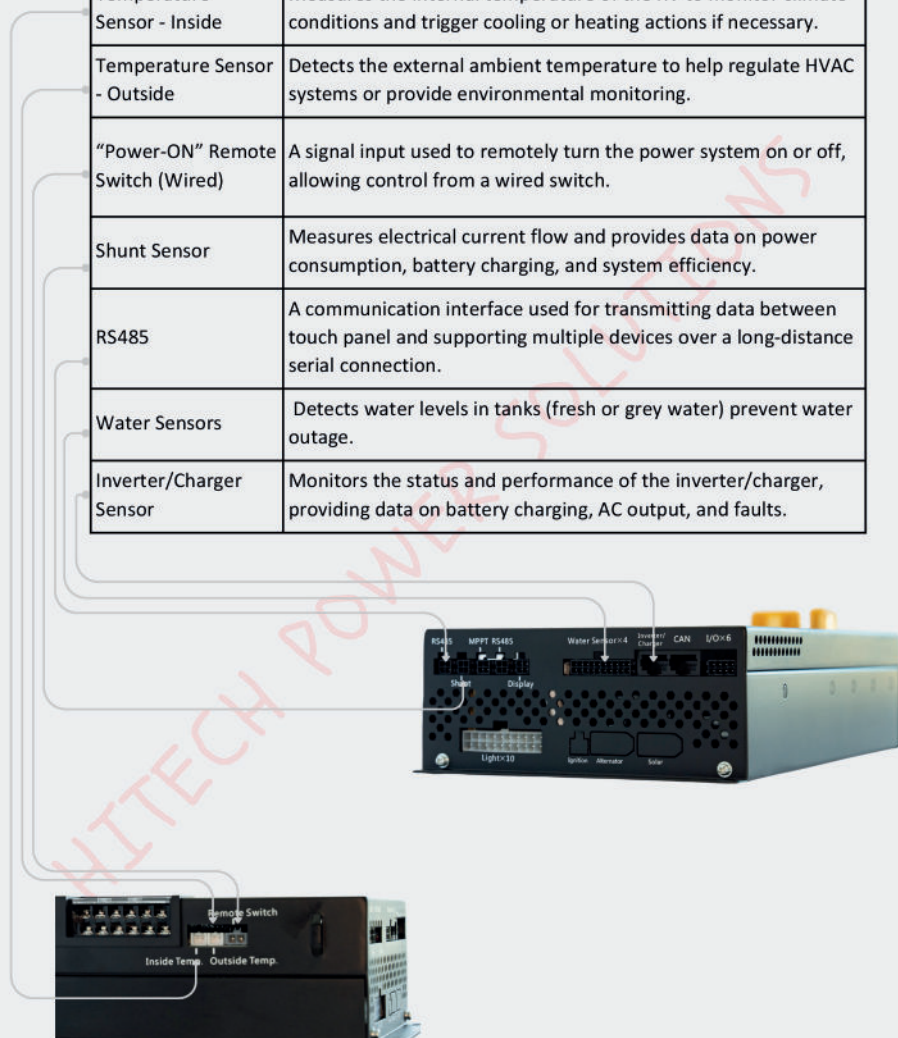 Sensor - Inside
conditions and trigger cooling or heating actions if necessary.
Temperature Sensor
- Outside
Detects the external ambient temperature to help regulate HVAC
systems or provide environmental monitoring.
“Power-ON” Remote
Switch (Wired)
A signal input used to remotely turn the power system on or off,
allowing control from a wired switch.
Shunt Sensor
Measures electrical current flow and provides data on power
consumption, battery charging, and system efficiency.
RS485
A communication interface used for transmitting data between
touch panel and supporting multiple devices over a long-distance
serial connection.
Water Sensors
Detects water levels in tanks (fresh or grey water) prevent water
outage.
Inverter/Charger
Sensor
Monitors the status and performance of the inverter/charger,
providing data on battery charging, AC output, and faults.
HITECH POWER SOLUTIONS
RS485 MPPT RS485
Water Sensor×4
Inverter/
Charger
CAN
I/O×6
Shunt
Display
Light×10
Ignition
Alternator
Solar
Remote Switch
Inside Temp.
Outside Temp.